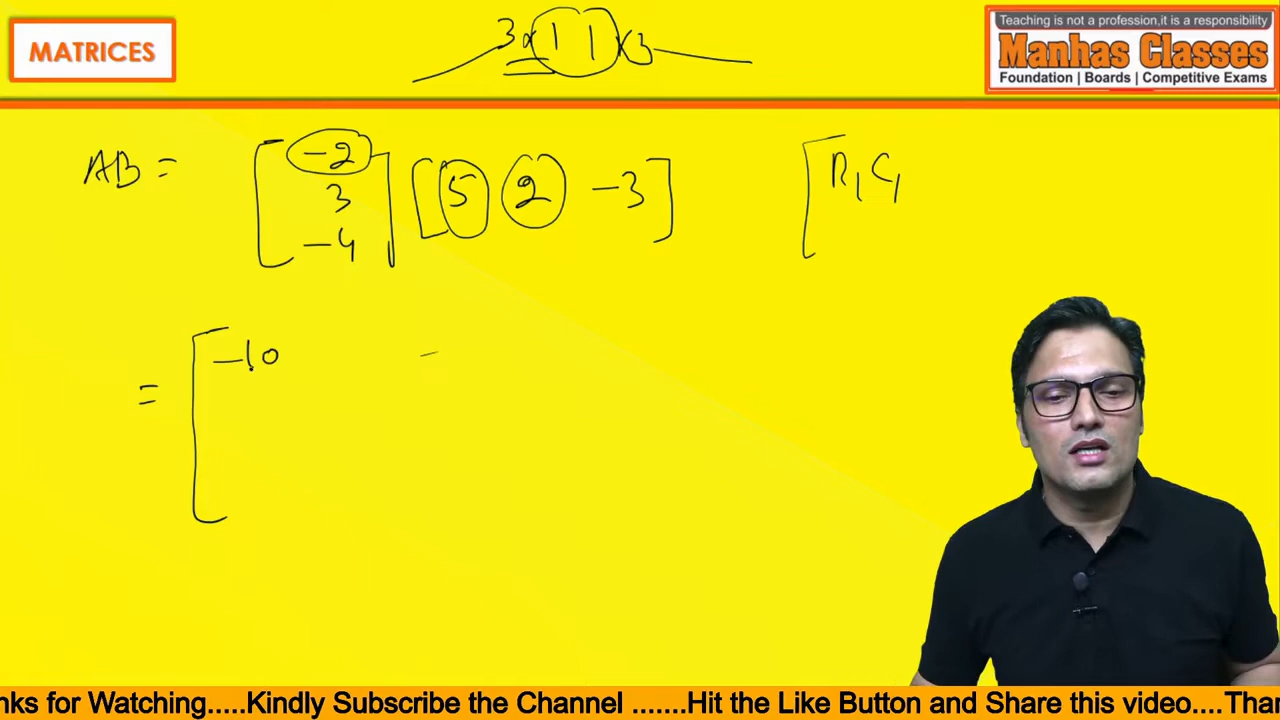 MATRICES
3 × 1 1 × 3
Teaching is not a profession,it is a responsibility
Manhas Classes
Foundation | Boards | Competitive Exams
AB = [ -2 ] [ 5 2 -3 ] [ R₁C₁
3
-4
= [ -10 -
nks for Watching.....Kindly Subscribe the Channel .......Hit the Like Button and Share this video....Tha